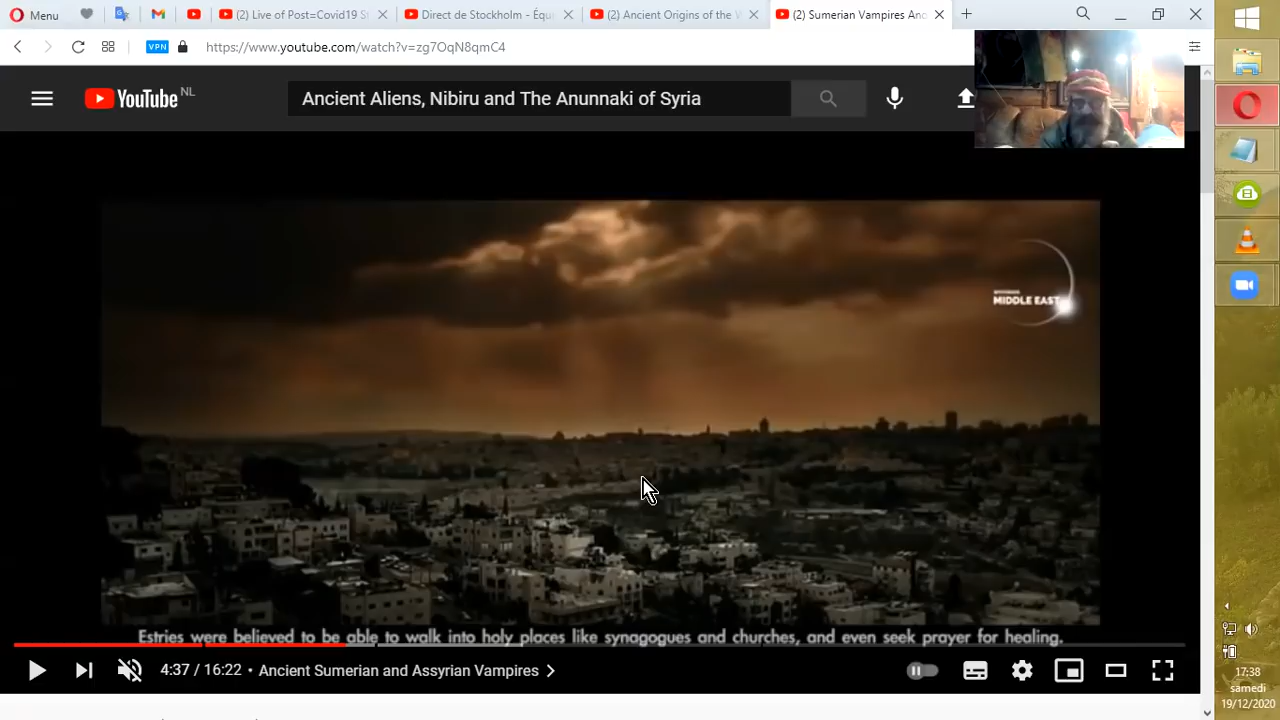 Menu
(2) Live of Post=Covid19 St
Direct de Stockholm - Équ
(2) Ancient Origins of the V
(2) Sumerian Vampires And
VPN
https://www.youtube.com/watch?v=zg7OqN8qmC4
YouTube NL
Ancient Aliens, Nibiru and The Anunnaki of Syria
MIDDLE EAST
Estries were believed to be able to walk into holy places like synagogues and churches, and even seek prayer for healing.
4:37 / 16:22 • Ancient Sumerian and Assyrian Vampires
17:38
samedi
19/12/2020